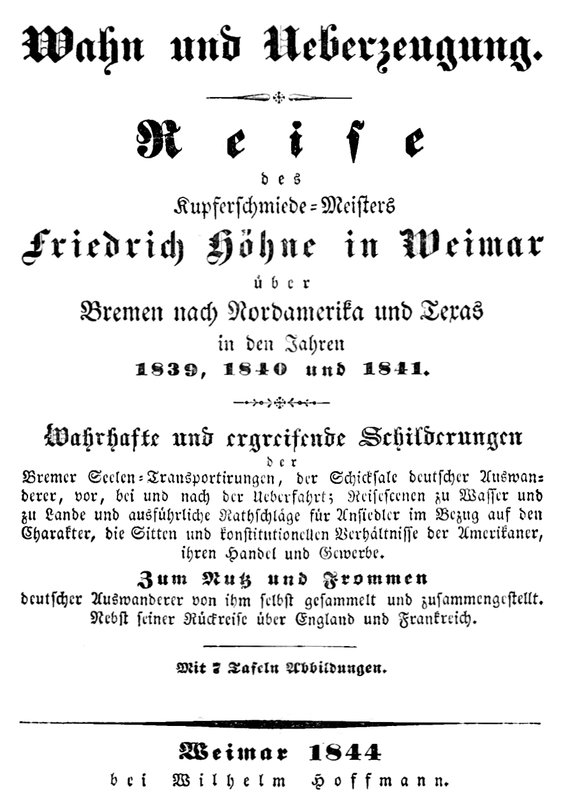 Wahn und Ueberzeugung.
Reise
des
Kupferschmiede-Meisters
Friedrich Höhne in Weimar
über
Bremen nach Nordamerika und Texas
in den Jahren
1839, 1840 und 1841.
Wahrhafte und ergreifende Schilderungen
der
Bremer Seelen-Transportirungen, der Schicksale deutscher Auswan-
derer, vor, bei und nach der Ueberfahrt; Reisescenen zu Wasser und
zu Lande und ausführliche Rathschläge für Ansiedler im Bezug auf den
Charakter, die Sitten und konstitutionellen Verhältnisse der Amerikaner,
ihren Handel und Gewerbe.
Zum Nutz und Frommen
deutscher Auswanderer von ihm selbst gesammelt und zusammengestellt.
Nebst seiner Rückreise über England und Frankreich.
Mit 7 Tafeln Abbildungen.
Weimar 1844
bei Wilhelm Hoffmann.